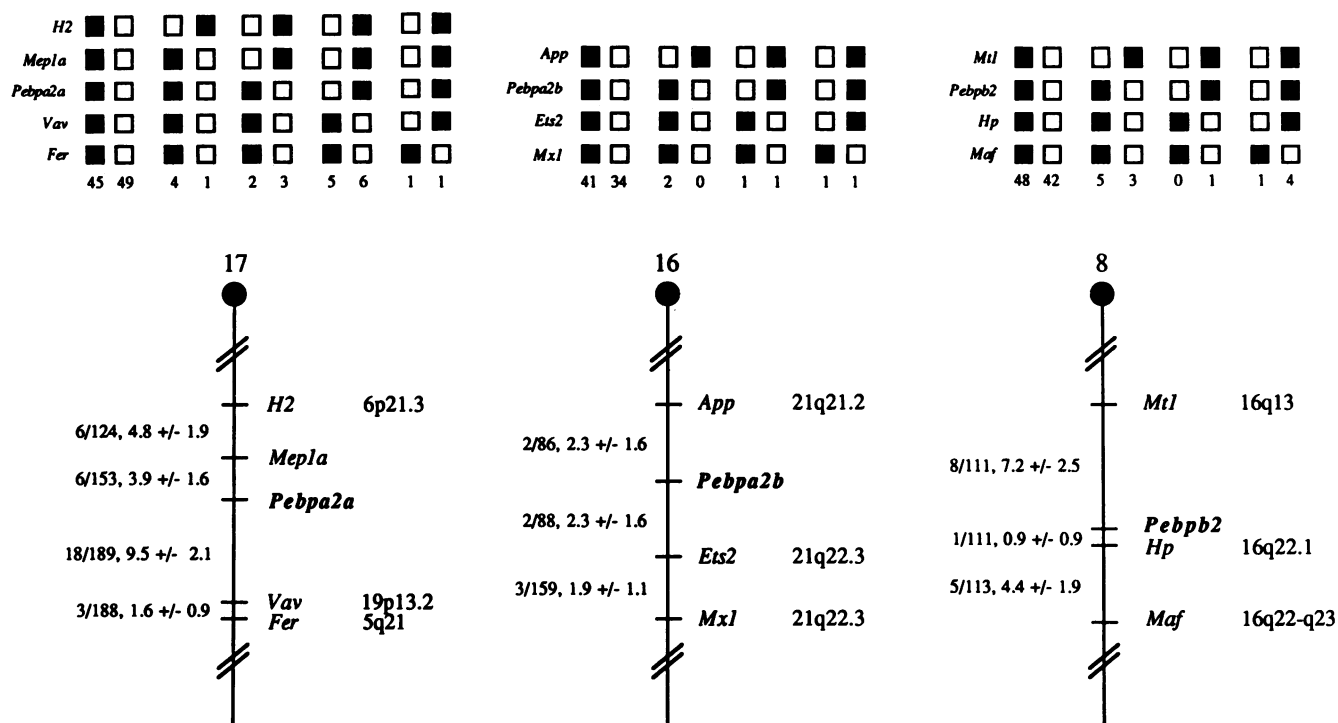 H2
Mep1a
Pebpa2a
Vav
Fer
45 49 4 1 2 3 5 6 1 1
App
Pebpa2b
Ets2
Mx1
41 34 2 0 1 1 1 1
Mt1
Pebpb2
Hp
Maf
48 42 5 3 0 1 1 4
17
H2 6p21.3
6/124, 4.8 +/- 1.9
Mep1a
6/153, 3.9 +/- 1.6
Pebpa2a
18/189, 9.5 +/- 2.1
Vav 19p13.2
3/188, 1.6 +/- 0.9
Fer 5q21
16
App 21q21.2
2/86, 2.3 +/- 1.6
Pebpa2b
2/88, 2.3 +/- 1.6
Ets2 21q22.3
3/159, 1.9 +/- 1.1
Mx1 21q22.3
8
Mt1 16q13
8/111, 7.2 +/- 2.5
Pebpb2
1/111, 0.9 +/- 0.9
Hp 16q22.1
5/113, 4.4 +/- 1.9
Maf 16q22-q23